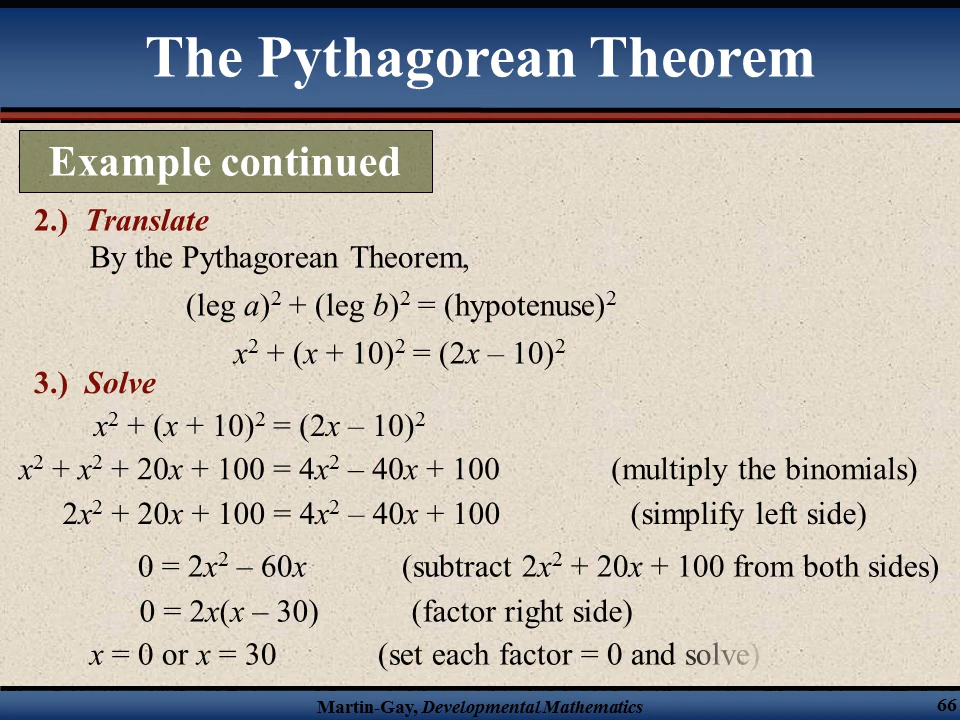 The Pythagorean Theorem
Example continued
2.) Translate
By the Pythagorean Theorem,
(leg a)² + (leg b)² = (hypotenuse)²
x² + (x + 10)² = (2x – 10)²
3.) Solve
x² + (x + 10)² = (2x – 10)²
x² + x² + 20x + 100 = 4x² – 40x + 100 (multiply the binomials)
2x² + 20x + 100 = 4x² – 40x + 100 (simplify left side)
0 = 2x² – 60x (subtract 2x² + 20x + 100 from both sides)
0 = 2x(x – 30) (factor right side)
x = 0 or x = 30 (set each factor = 0 and solve)
Martin-Gay, Developmental Mathematics 66